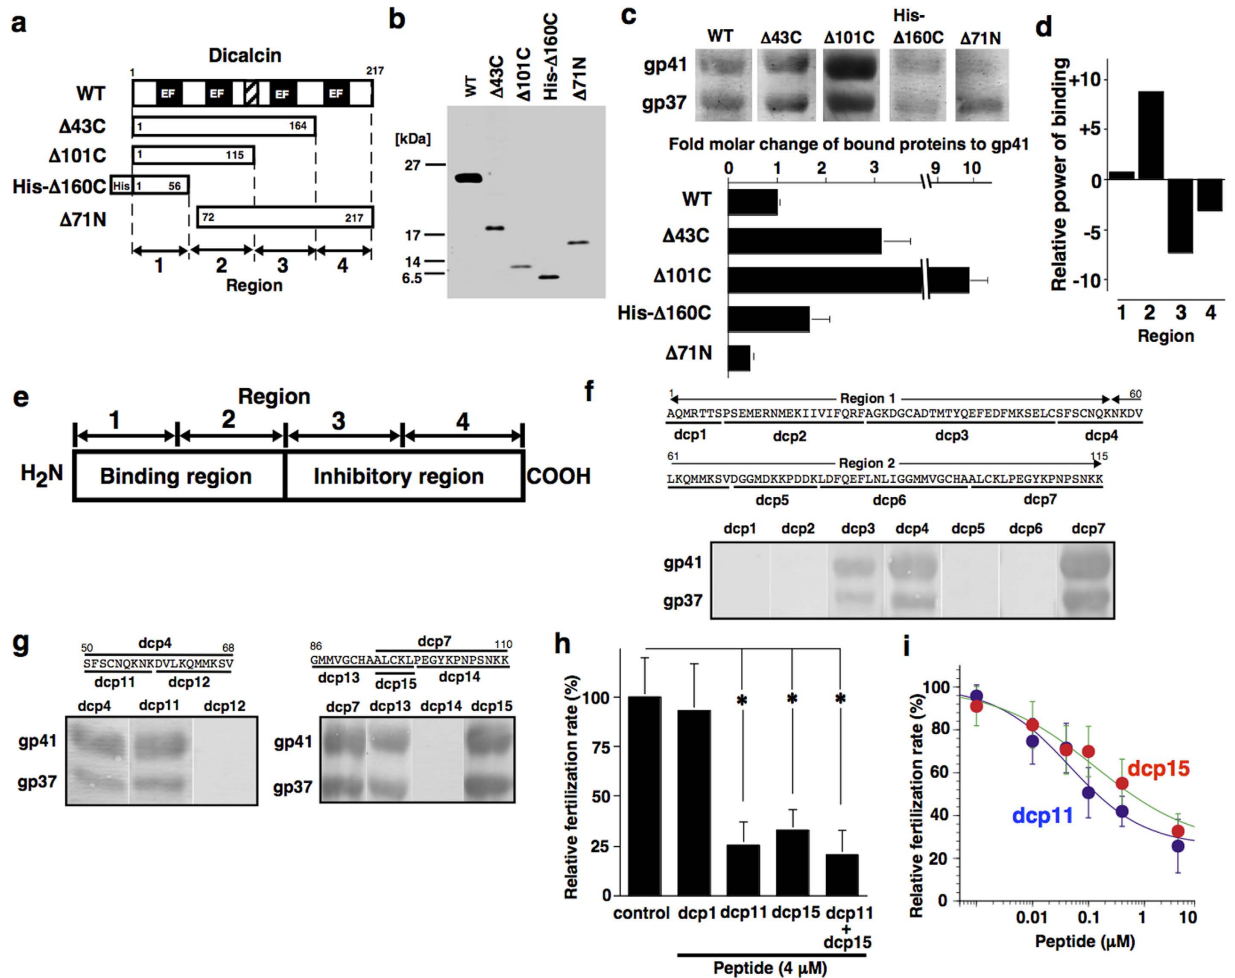 a
Dicalcin
1
217
WT
EF
EF
EF
EF
Δ43C
1
164
Δ101C
1
115
His-Δ160C
His
1
56
Δ71N
72
217
1
2
3
4
Region
b
WT
Δ43C
Δ101C
His-Δ160C
Δ71N
[kDa]
27
17
14
6.5
c
WT
Δ43C
Δ101C
His-
Δ160C
Δ71N
gp41
gp37
Fold molar change of bound proteins to gp41
0 1 2 3 9 10
WT
Δ43C
Δ101C
His-Δ160C
Δ71N
d
Relative power of binding
+10
+5
0
-5
-10
1 2 3 4
Region
e
Region
1 2 3 4
H2N
Binding region
Inhibitory region
COOH
f
1
Region 1
60
AQMRTTSPSEMERNMEKIIVIFQRFAGKDGCADTMTYQEFEDFMKSELCSFSCNQKNKDV
dcp1 dcp2 dcp3 dcp4
61
Region 2
115
LKQMMKSVDGGMDKKPDDKLDFQEFLNLIGGMMVGCHAALCKLPEGYKPNPSNKK
dcp5 dcp6 dcp7
dcp1 dcp2 dcp3 dcp4 dcp5 dcp6 dcp7
gp41
gp37
g
50
dcp4
68
SFSCNQKNKDVLKQMMKSV
dcp11 dcp12
dcp4 dcp11 dcp12
gp41
gp37
86
dcp7
110
GMMVGCHAALCKLPEGYKPNPSNKK
dcp13
dcp15
dcp14
dcp7 dcp13 dcp14 dcp15
gp41
gp37
h
Relative fertilization rate (%)
100
75
50
25
0
* * *
control dcp1 dcp11 dcp15 dcp11
+
dcp15
Peptide (4 μM)
i
Relative fertilization rate (%)
100
80
60
40
20
0
dcp15
dcp11
0.01 0.1 1 10
Peptide (μM)